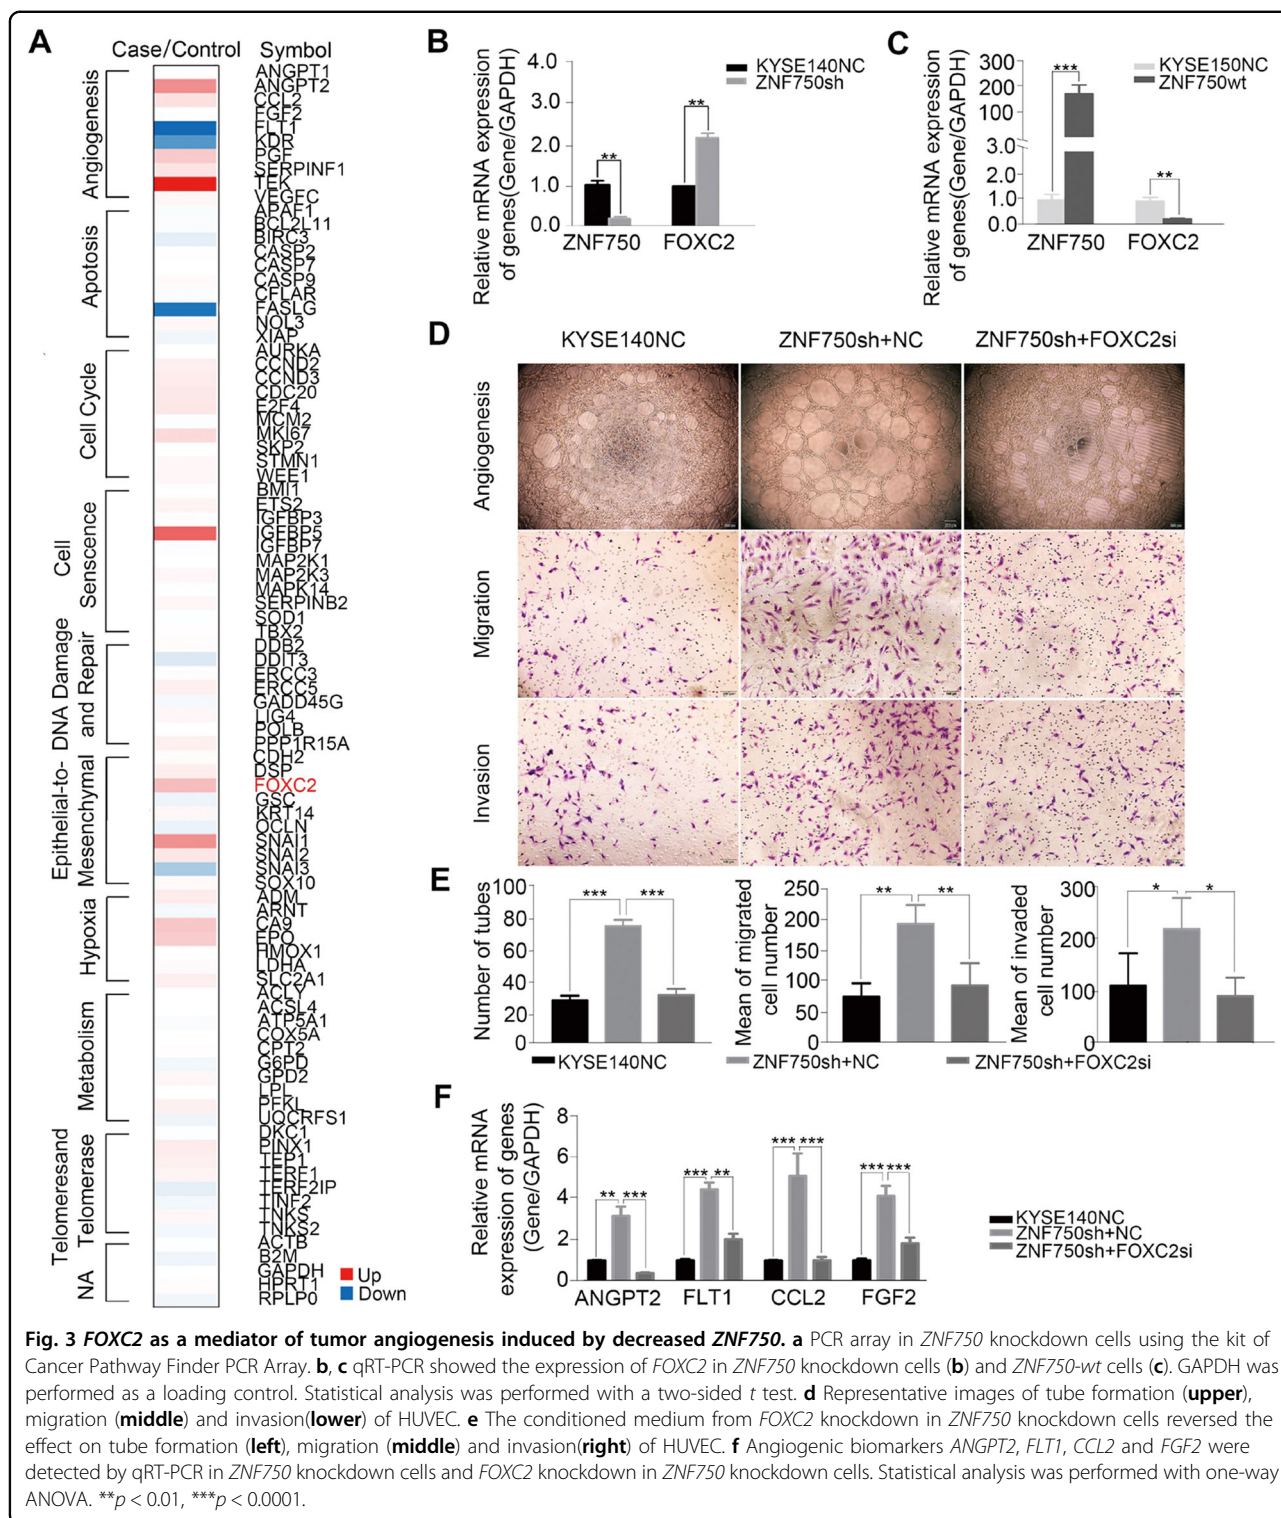 A
Case/Control
Symbol
Angiogenesis
ANGPT1
ANGPT2
CCL2
FGF2
FLT1
KDR
PGF
SERPINF1
TEK
VEGFC
Apotosis
APAF1
BCL2L11
BIRC3
CASP2
CASP7
CASP9
CFLAR
FASLG
NOL3
XIAP
Cell Cycle
AURKA
CCND2
CCND3
CDC20
E2F4
MCM2
MKI67
SKP2
STMN1
WEE1
Cell
Senscence
BMI1
ETS2
IGFBP3
IGFBP5
IGFBP7
MAP2K1
MAP2K3
MAPK14
SERPINB2
SOD1
TBX2
DNA Damage
and Repair
DDB2
DDIT3
ERCC3
ERCC5
GADD45G
LIG4
POLB
PPP1R15A
Epithelial-to-
Mesenchymal
CDH2
DSP
FOXC2
GSC
KRT14
OCLN
SNAI1
SNAI2
SNAI3
SOX10
Hypoxia
ADM
ARNT
CA9
EPO
HMOX1
LDHA
SLC2A1
Metabolism
ACLY
ACSL4
ATP5A1
COX5A
CPT2
G6PD
GPD2
LPL
PFKL
UQCRFS1
Telomeresand
Telomerase
DKC1
PINX1
TEP1
TERF1
TERF2IP
TINF2
TNKS
TNKS2
NA
ACTB
B2M
GAPDH
HPRT1
RPLP0
Up
Down
B
Relative mRNA expression
of genes(Gene/GAPDH)
4.0
3.0
2.0
1.0
0.0
KYSE140NC
ZNF750sh
**
**
ZNF750
FOXC2
C
Relative mRNA expression
of genes(Gene/GAPDH)
300
200
100
3.0
1.0
0.0
KYSE150NC
ZNF750wt
***
**
ZNF750
FOXC2
D
KYSE140NC
ZNF750sh+NC
ZNF750sh+FOXC2si
Angiogenesis
Migration
Invasion
E
Number of tubes
100
80
60
40
20
0
***
***
Mean of migrated
cell number
250
200
150
100
50
0
**
**
Mean of invaded
cell number
300
200
100
0
*
*
KYSE140NC
ZNF750sh+NC
ZNF750sh+FOXC2si
F
Relative mRNA
expression of genes
(Gene/GAPDH)
8
6
4
2
0
**
***
***
**
***
***
***
***
ANGPT2
FLT1
CCL2
FGF2
KYSE140NC
ZNF750sh+NC
ZNF750sh+FOXC2si
Fig. 3 FOXC2 as a mediator of tumor angiogenesis induced by decreased ZNF750. a PCR array in ZNF750 knockdown cells using the kit of
Cancer Pathway Finder PCR Array. b, c qRT-PCR showed the expression of FOXC2 in ZNF750 knockdown cells (b) and ZNF750-wt cells (c). GAPDH was
performed as a loading control. Statistical analysis was performed with a two-sided t test. d Representative images of tube formation (upper),
migration (middle) and invasion(lower) of HUVEC. e The conditioned medium from FOXC2 knockdown in ZNF750 knockdown cells reversed the
effect on tube formation (left), migration (middle) and invasion(right) of HUVEC. f Angiogenic biomarkers ANGPT2, FLT1, CCL2 and FGF2 were
detected by qRT-PCR in ZNF750 knockdown cells and FOXC2 knockdown in ZNF750 knockdown cells. Statistical analysis was performed with one-way
ANOVA. **p < 0.01, ***p < 0.0001.